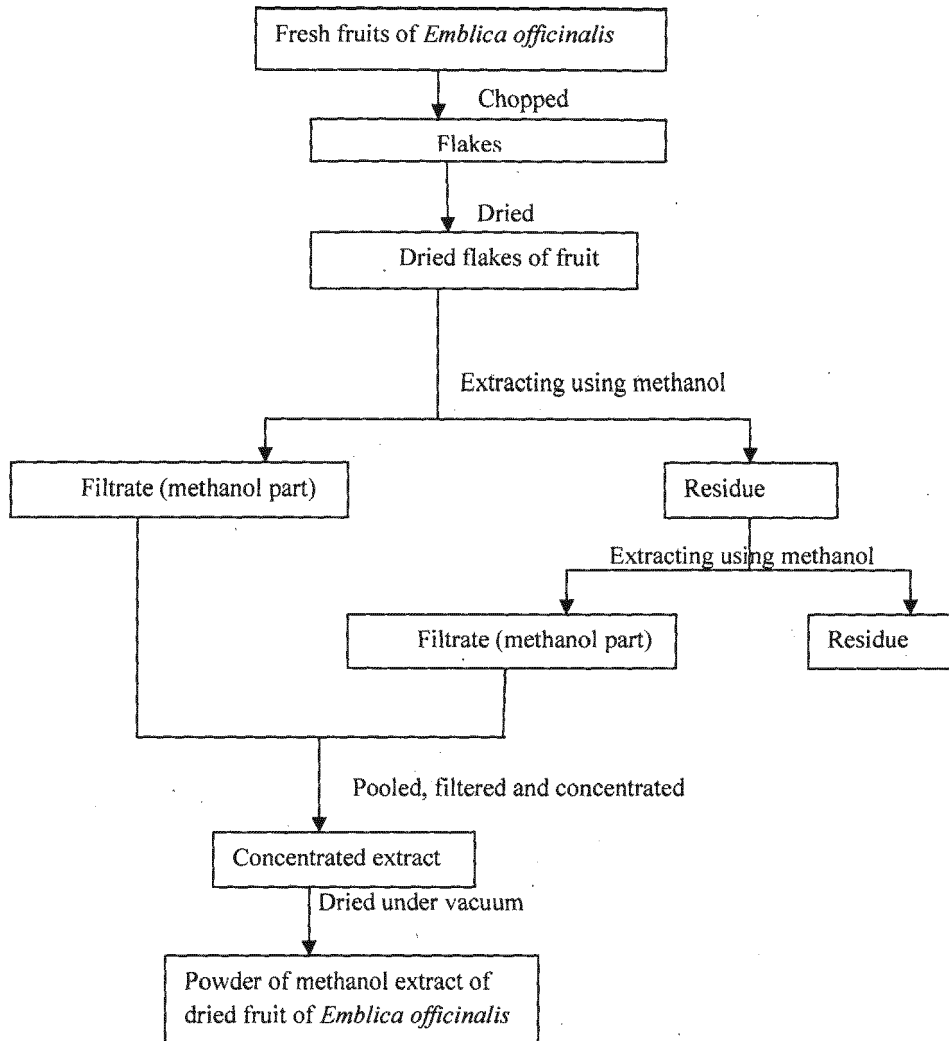 Fresh fruits of Emblica officinalis
Chopped
Flakes
Dried
Dried flakes of fruit
Extracting using methanol
Filtrate (methanol part)
Residue
Extracting using methanol
Filtrate (methanol part)
Residue
Pooled, filtered and concentrated
Concentrated extract
Dried under vacuum
Powder of methanol extract of
dried fruit of Emblica officinalis